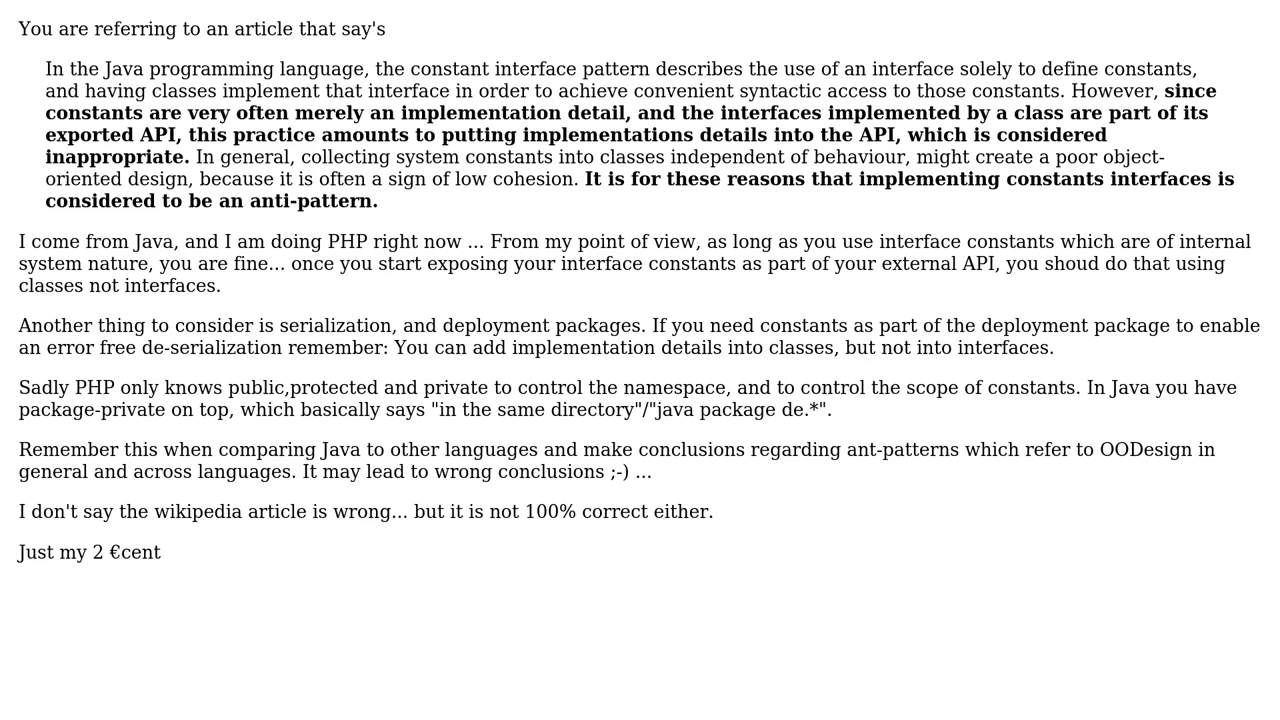 You are referring to an article that say's
In the Java programming language, the constant interface pattern describes the use of an interface solely to define constants,
and having classes implement that interface in order to achieve convenient syntactic access to those constants. However, since
constants are very often merely an implementation detail, and the interfaces implemented by a class are part of its
exported API, this practice amounts to putting implementations details into the API, which is considered
inappropriate. In general, collecting system constants into classes independent of behaviour, might create a poor object-
oriented design, because it is often a sign of low cohesion. It is for these reasons that implementing constants interfaces is
considered to be an anti-pattern.
I come from Java, and I am doing PHP right now ... From my point of view, as long as you use interface constants which are of internal
system nature, you are fine... once you start exposing your interface constants as part of your external API, you shoud do that using
classes not interfaces.
Another thing to consider is serialization, and deployment packages. If you need constants as part of the deployment package to enable
an error free de-serialization remember: You can add implementation details into classes, but not into interfaces.
Sadly PHP only knows public,protected and private to control the namespace, and to control the scope of constants. In Java you have
package-private on top, which basically says "in the same directory"/"java package de.*".
Remember this when comparing Java to other languages and make conclusions regarding ant-patterns which refer to OODesign in
general and across languages. It may lead to wrong conclusions ;-) ...
I don't say the wikipedia article is wrong... but it is not 100% correct either.
Just my 2 €cent